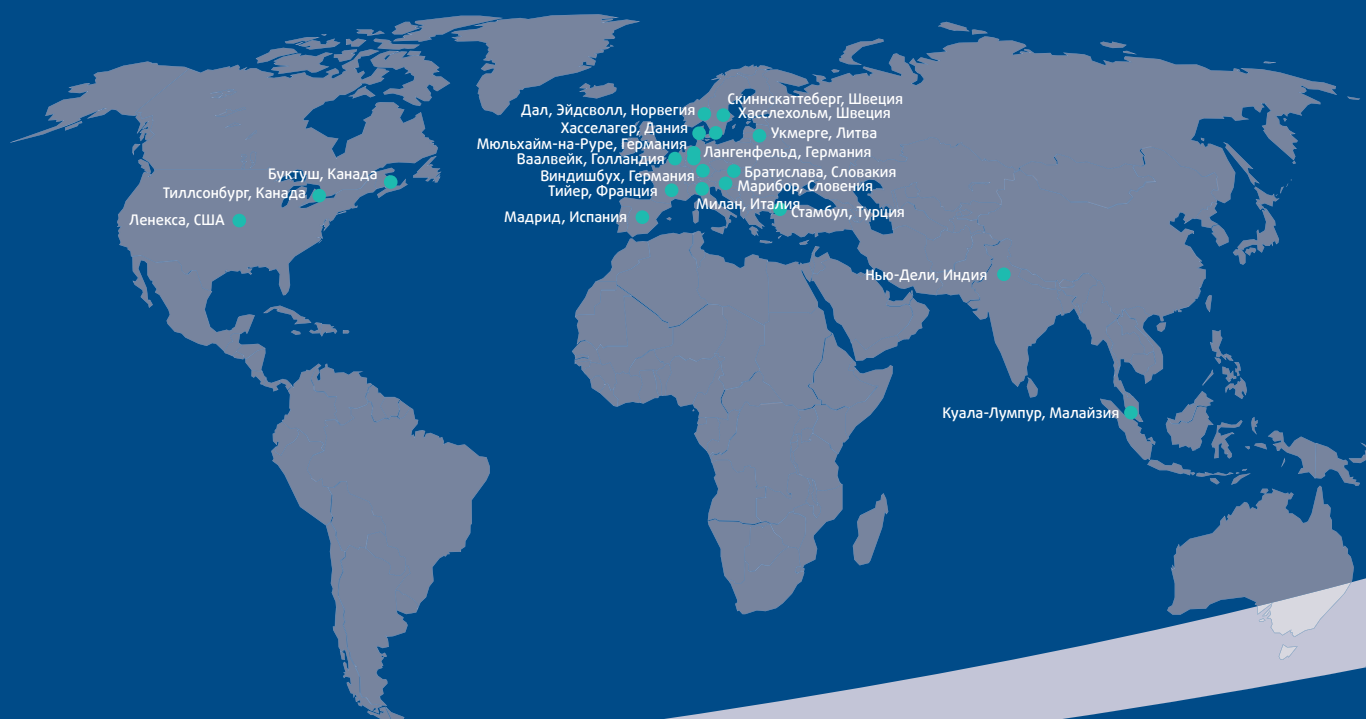 Скиннскаттеберг, Швеция
Дал, Эйдсволл, Норвегия
Хасслехольм, Швеция
Хасселагер, Дания
Укмерге, Литва
Мюльхайм-на-Руре, Германия
Лангенфельд, Германия
Ваалвейк, Голландия
Буктуш, Канада
Виндишбух, Германия
Братислава, Словакия
Тиллсонбург, Канада
Тийер, Франция
Марибор, Словения
Милан, Италия
Ленекса, США
Мадрид, Испания
Стамбул, Турция
Нью-Дели, Индия
Куала-Лумпур, Малайзия